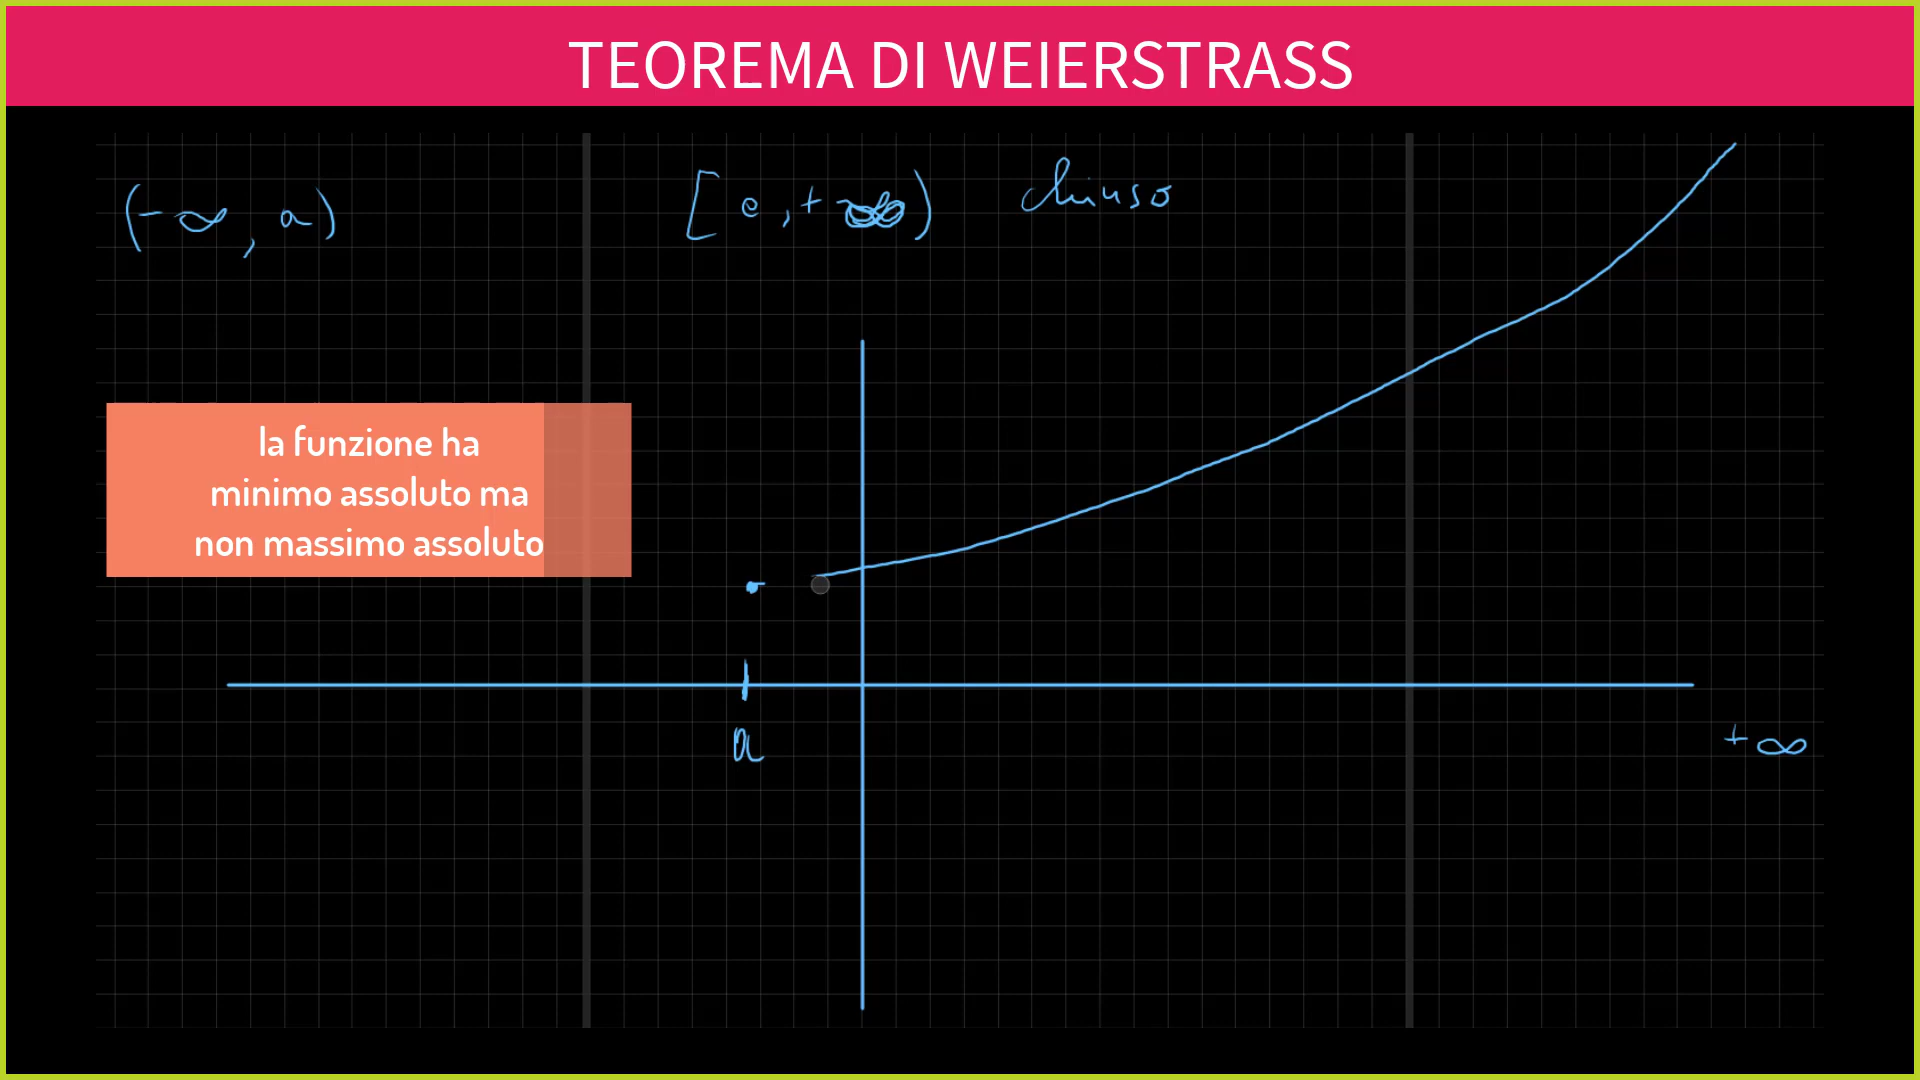 TEOREMA DI WEIERSTRASS
(-∞, a)
[a, +∞) chiuso
la funzione ha
minimo assoluto ma
non massimo assoluto
a
+∞